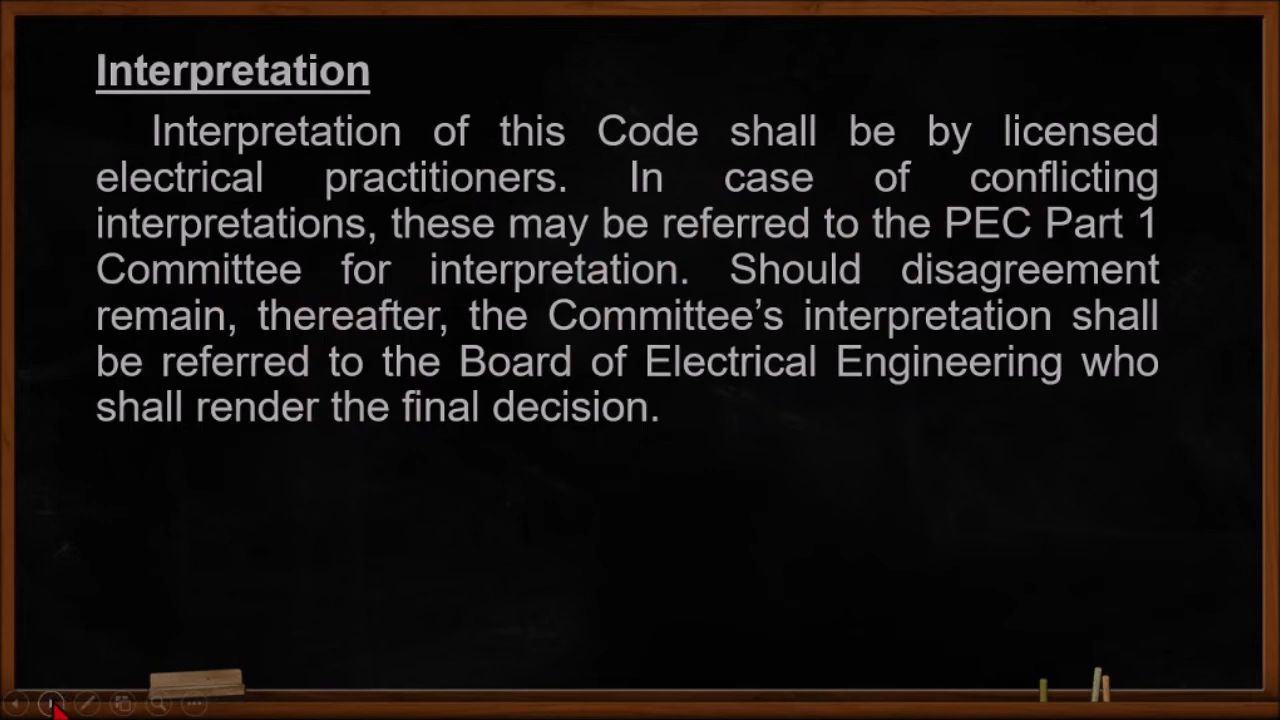 Interpretation
Interpretation of this Code shall be by licensed
electrical practitioners. In case of conflicting
interpretations, these may be referred to the PEC Part 1
Committee for interpretation. Should disagreement
remain, thereafter, the Committee’s interpretation shall
be referred to the Board of Electrical Engineering who
shall render the final decision.